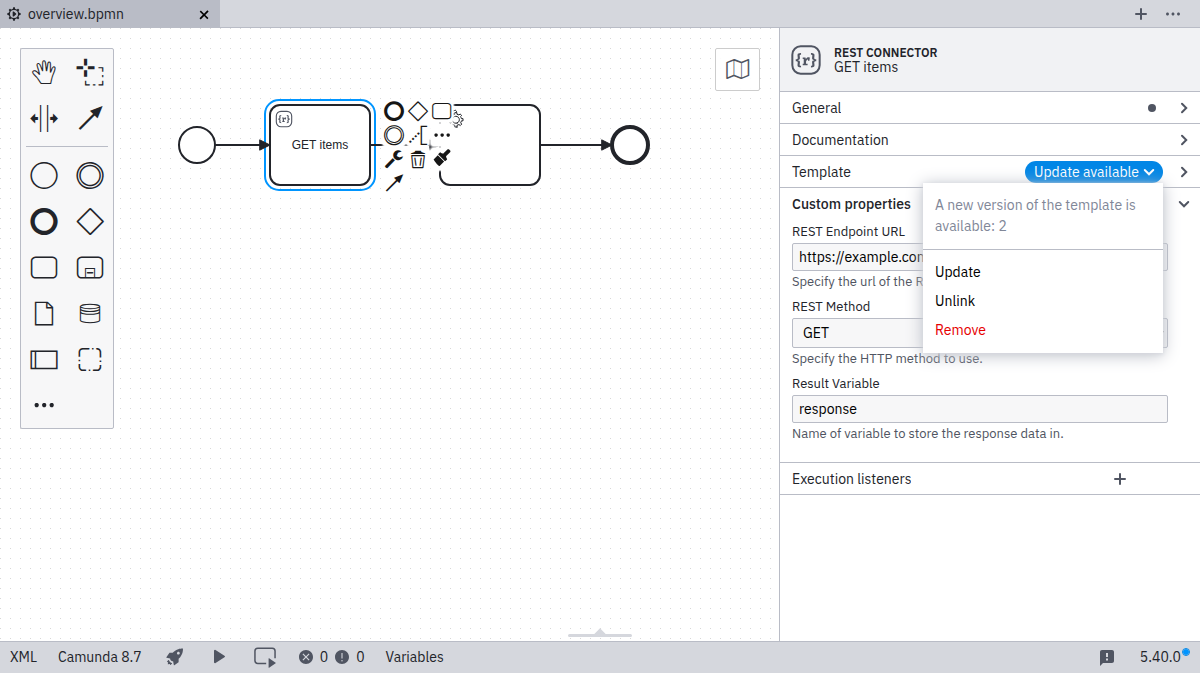 overview.bpmn
REST CONNECTOR
GET items
General
Documentation
Template
Update available
A new version of the template is
available: 2
Update
Unlink
Remove
Custom properties
REST Endpoint URL
https://example.co
Specify the url of the
REST Method
GET
Specify the HTTP method to use.
Result Variable
response
Name of variable to store the response data in.
Execution listeners
{r}
GET items
XML
Camunda 8.7
0
0
Variables
5.40.0